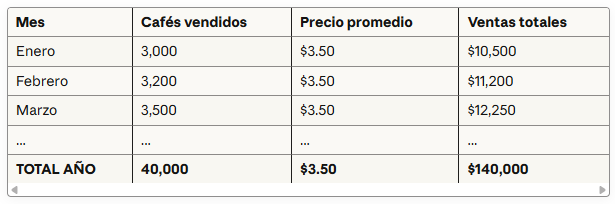 Mes Cafés vendidos Precio promedio Ventas totales
Enero 3,000 $3.50 $10,500
Febrero 3,200 $3.50 $11,200
Marzo 3,500 $3.50 $12,250
... ... ... ...
TOTAL AÑO 40,000 $3.50 $140,000